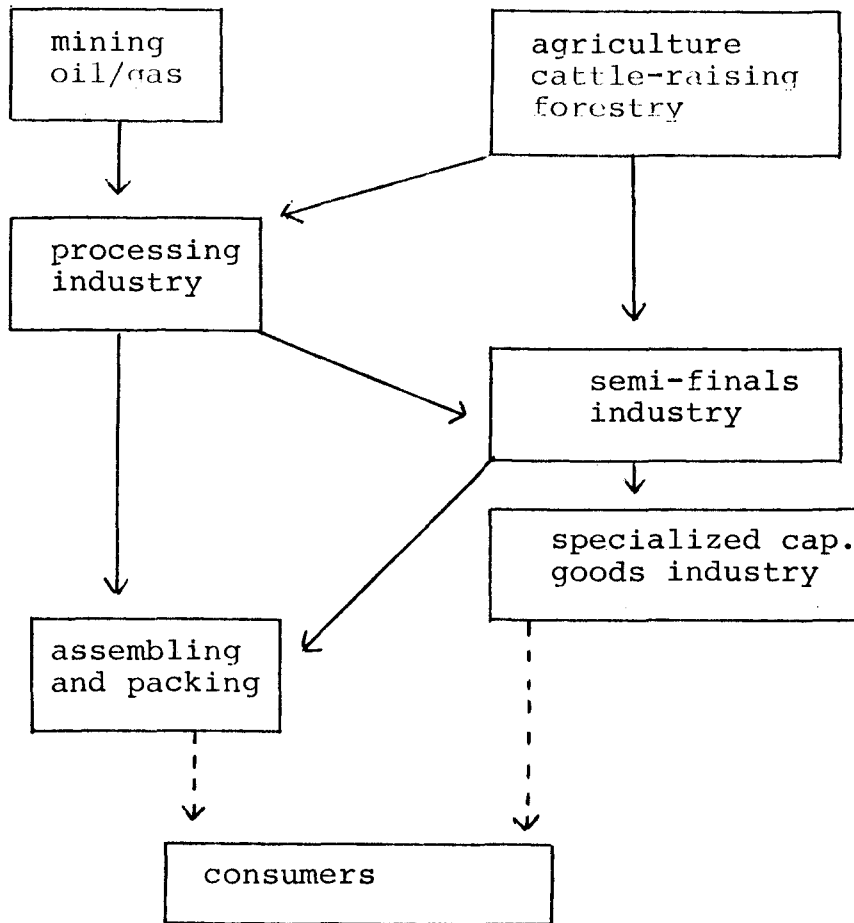 mining
oil/gas
agriculture
cattle-raising
forestry
processing
industry
semi-finals
industry
specialized cap.
goods industry
assembling
and packing
consumers